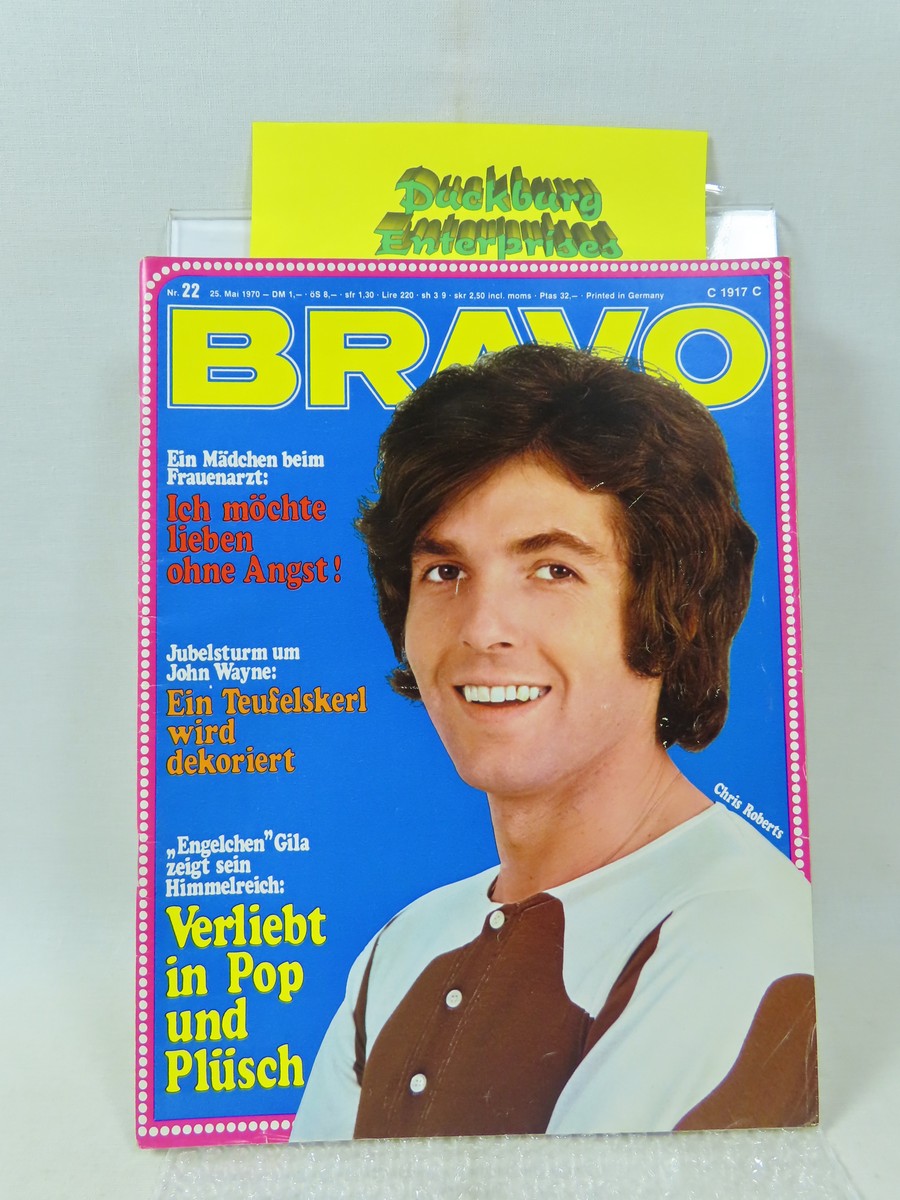 Duckburg
Enterprises
Nr. 22 25. Mai 1970 – DM 1,– · öS 8,– · sfr 1,30 · Lire 220 · sh 3 9 · skr 2,50 incl. moms · Ptas 32,– · Printed in Germany C 1917 C
BRAVO
Ein Mädchen beim
Frauenarzt:
Ich möchte
lieben
ohne Angst!
Jubelsturm um
John Wayne:
Ein Teufelskerl
wird
dekoriert
Chris Roberts
„Engelchen” Gila
zeigt sein
Himmelreich:
Verliebt
in Pop
und
Plüsch